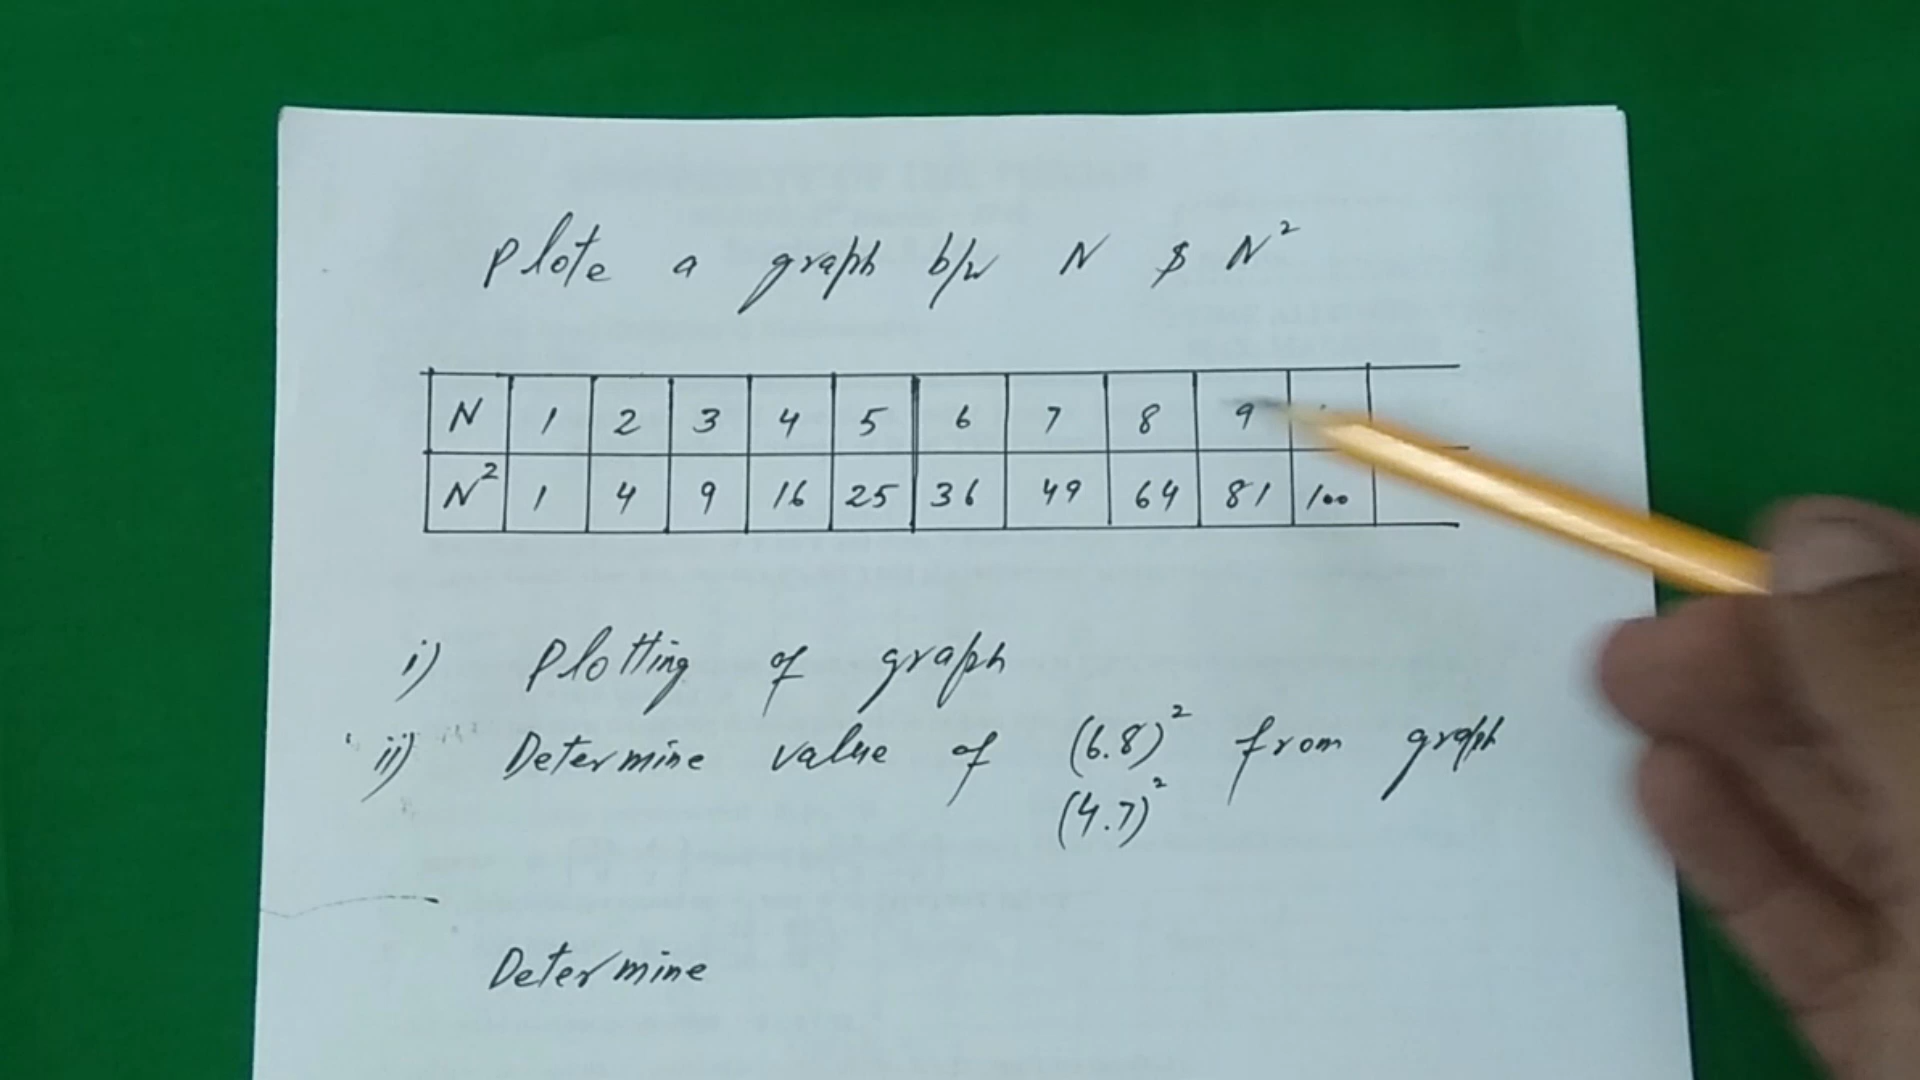 Plote a graph b/w N & N²
N 1 2 3 4 5 6 7 8 9
N² 1 4 9 16 25 36 49 64 81 100
i) Plotting of graph
ii) Determine value of (6.8)² from graph
(4.7)²
Determine